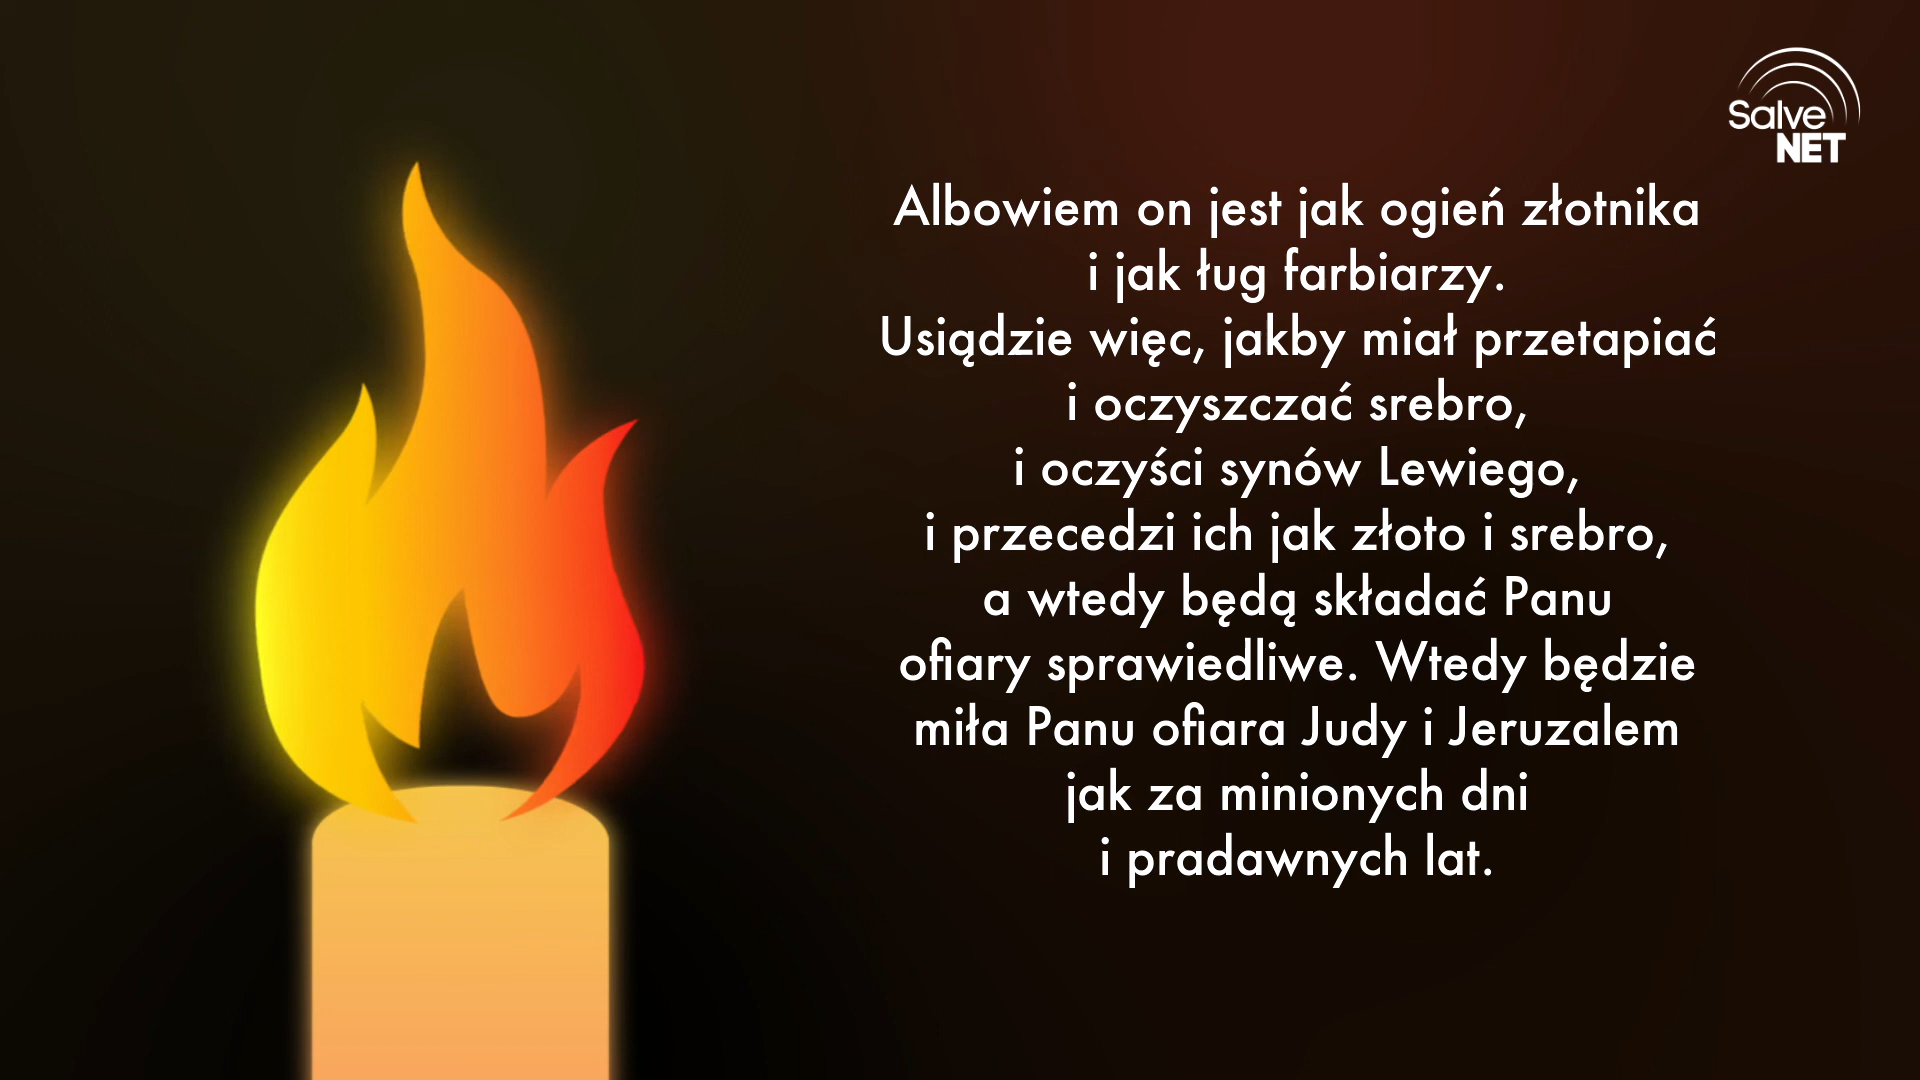 Salve
NET
Albowiem on jest jak ogień złotnika
i jak ług farbiarzy.
Usiądzie więc, jakby miał przetapiać
i oczyszczać srebro,
i oczyści synów Lewiego,
i przecedzi ich jak złoto i srebro,
a wtedy będą składać Panu
ofiary sprawiedliwe. Wtedy będzie
miła Panu ofiara Judy i Jeruzalem
jak za minionych dni
i pradawnych lat.